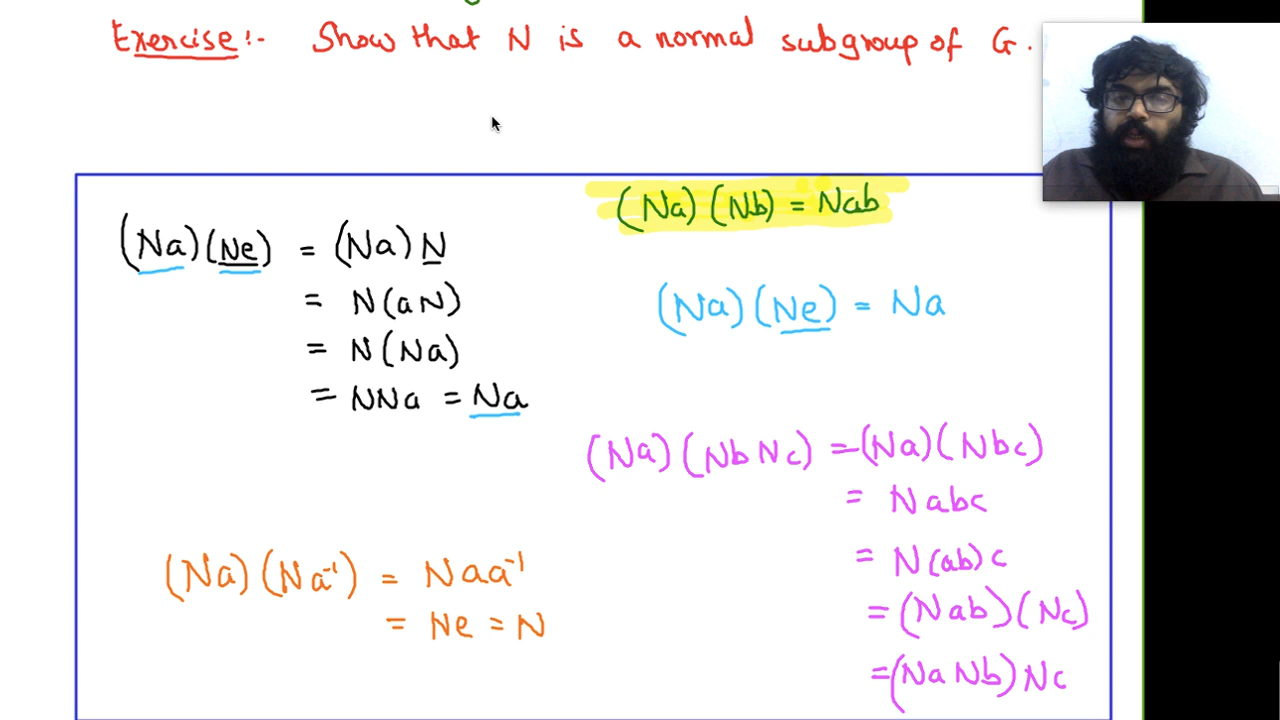 Exercise :- Show that N is a normal subgroup of G.
(Na)(Nb) = Nab
(Na)(Ne) = (Na)N
= N(aN)
= N(Na)
= NNa = Na
(Na)(Ne) = Na
(Na)(NbNc) = (Na)(Nbc)
= Nabc
= N(ab)c
= (Nab)(Nc)
= (NaNb)Nc
(Na)(Na⁻¹) = Naa⁻¹
= Ne = N